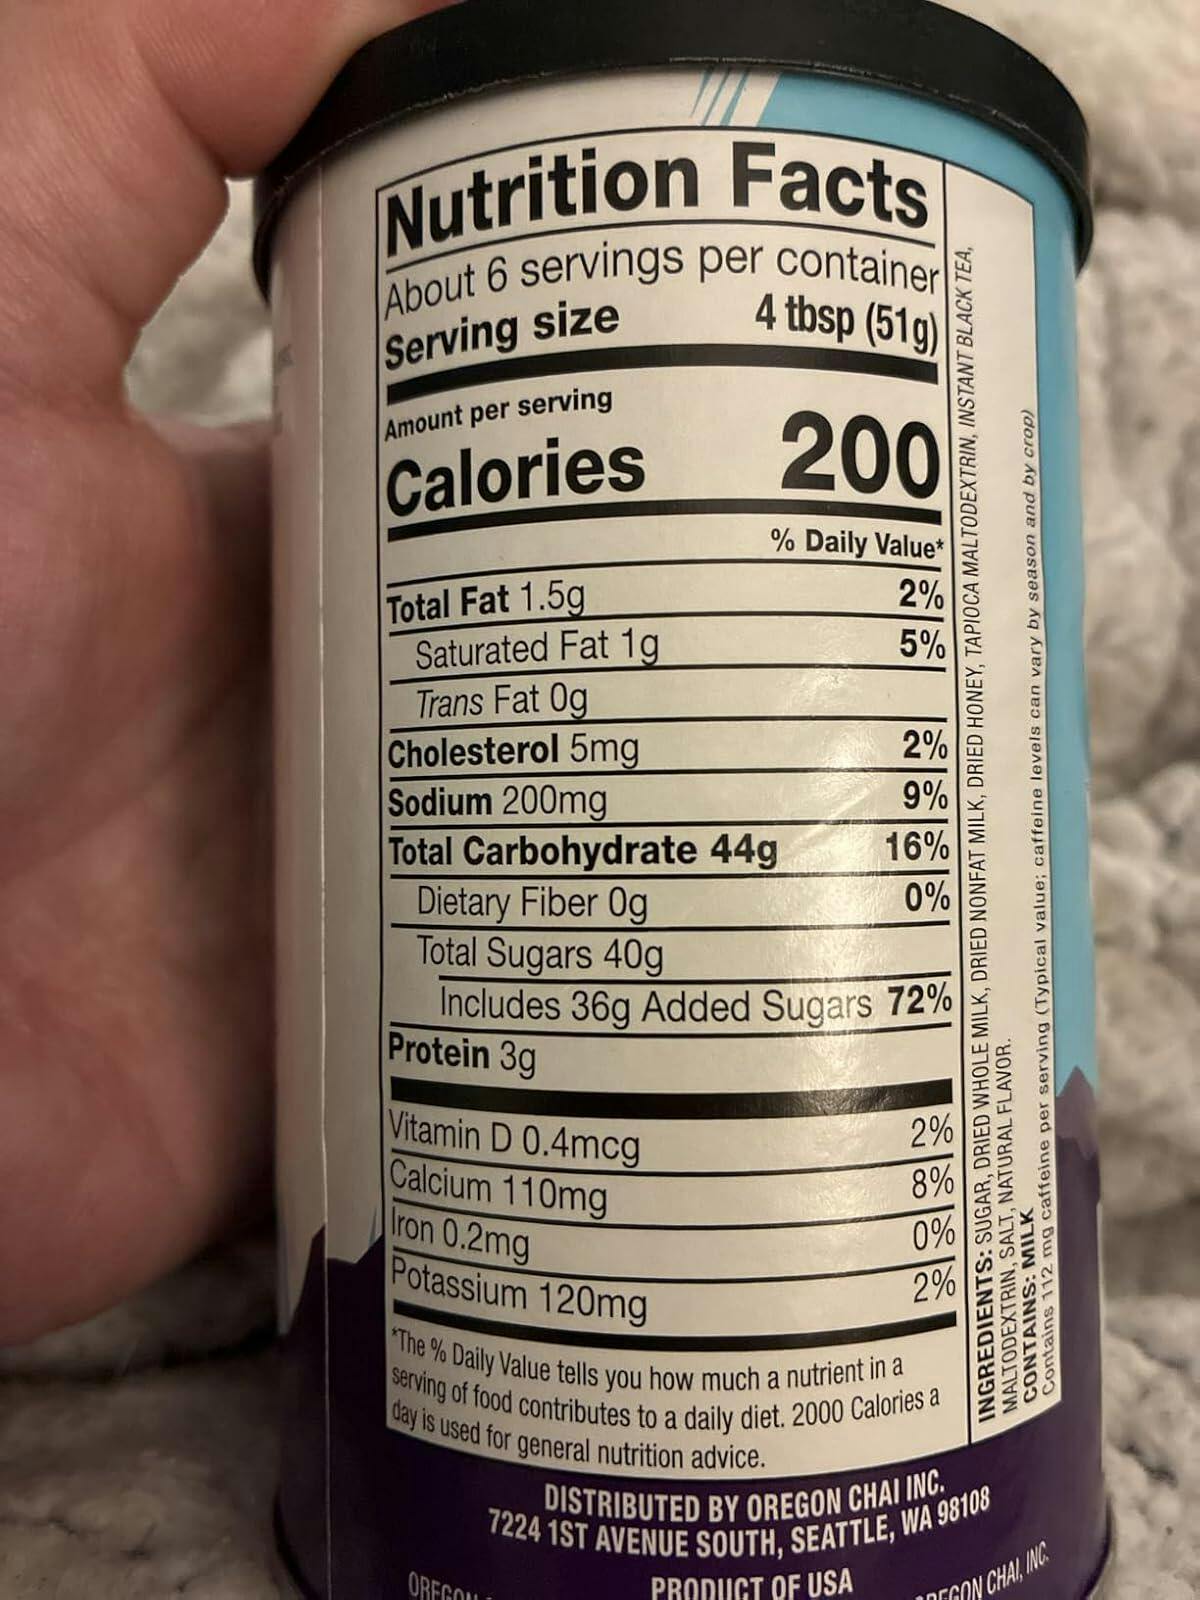 Nutrition Facts
About 6 servings per container
Serving size 4 tbsp (51g)
Amount per serving
Calories 200
% Daily Value*
Total Fat 1.5g 2%
Saturated Fat 1g 5%
Trans Fat 0g
Cholesterol 5mg 2%
Sodium 200mg 9%
Total Carbohydrate 44g 16%
Dietary Fiber 0g 0%
Total Sugars 40g
Includes 36g Added Sugars 72%
Protein 3g
Vitamin D 0.4mcg 2%
Calcium 110mg 8%
Iron 0.2mg 0%
Potassium 120mg 2%
*The % Daily Value tells you how much a nutrient in a
serving of food contributes to a daily diet. 2000 Calories a
day is used for general nutrition advice.
INGREDIENTS: SUGAR, DRIED WHOLE MILK, DRIED NONFAT MILK, DRIED HONEY, TAPIOCA MALTODEXTRIN, INSTANT BLACK TEA,
MALTODEXTRIN, SALT, NATURAL FLAVOR.
CONTAINS: MILK
Contains 112 mg caffeine per serving (Typical value; caffeine levels can vary by season and by crop)
DISTRIBUTED BY OREGON CHAI INC.
7224 1ST AVENUE SOUTH, SEATTLE, WA 98108
PRODUCT OF USA
OREGON CHAI, INC.